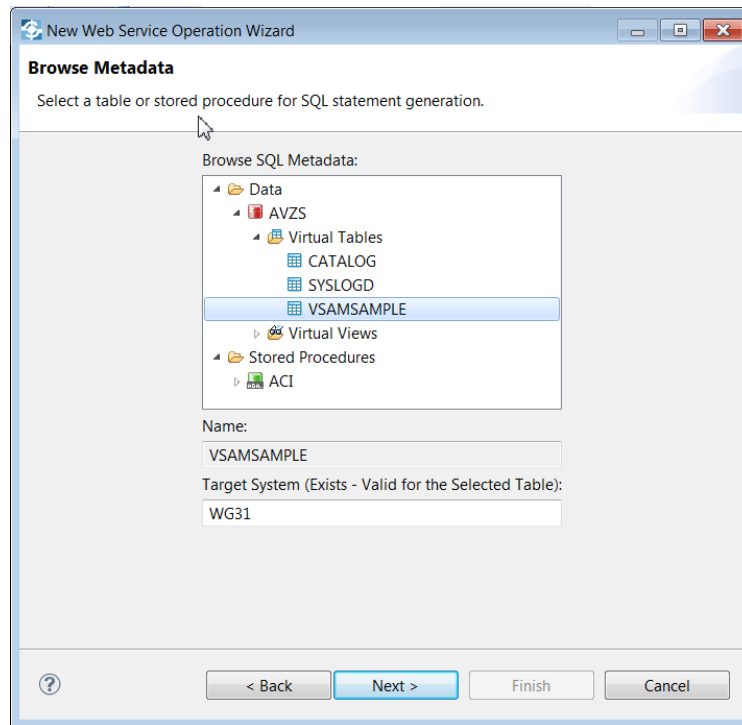 New Web Service Operation Wizard
Browse Metadata
Select a table or stored procedure for SQL statement generation.
Browse SQL Metadata:
Data
AVZS
Virtual Tables
CATALOG
SYSLOGD
VSAMSAMPLE
Virtual Views
Stored Procedures
ACI
Name:
VSAMSAMPLE
Target System (Exists - Valid for the Selected Table):
WG31
?
< Back Next > Finish Cancel